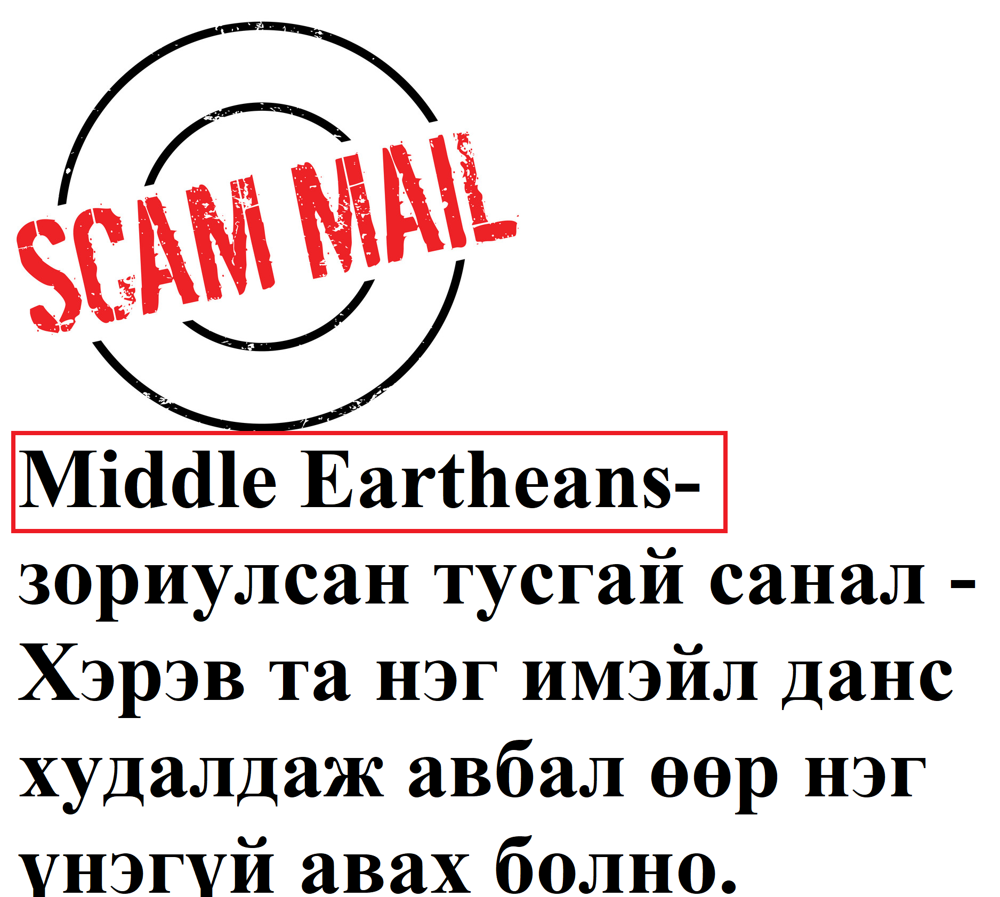 SCAM MAIL
Middle Eartheans-
зориулсан тусгай санал -
Хэрэв та нэг имэйл данс
худалдаж авбал өөр нэг
үнэгүй авах болно.